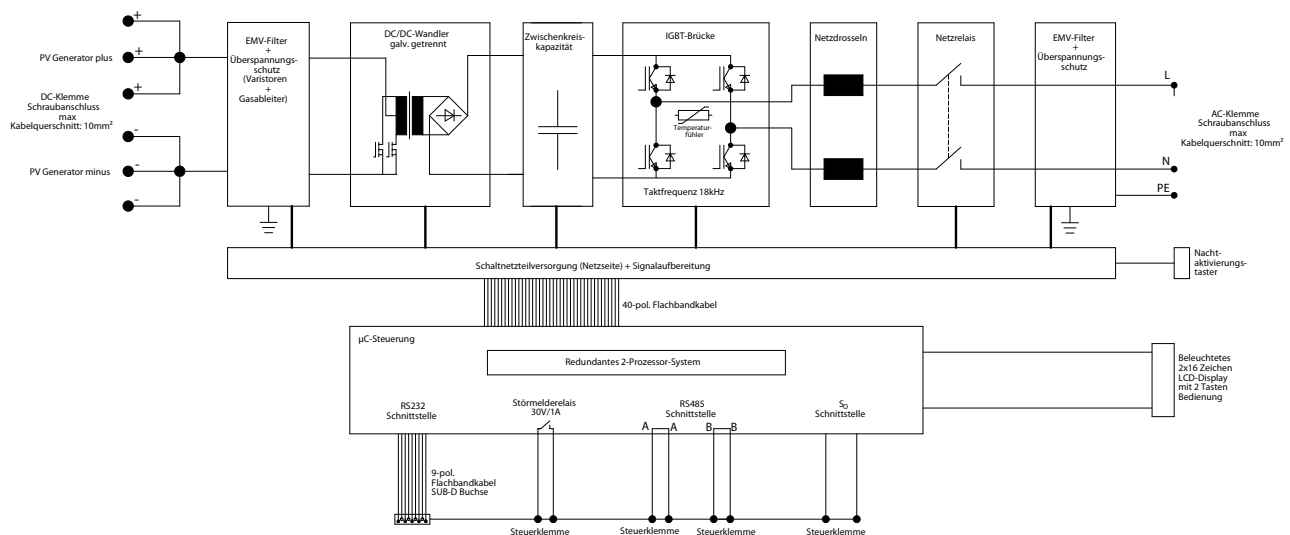 +
PV Generator plus
+
+
DC-Klemme
Schraubanschluss
max
Kabelquerschnitt: 10mm²
-
PV Generator minus
-
-
EMV-Filter
+
Überspannungs-
schutz
(Varistoren
+
Gasableiter)
DC/DC-Wandler
galv. getrennt
Zwischenkreis-
kapazität
IGBT-Brücke
Temperatur-
fühler
Taktfrequenz 18kHz
Netzdrosseln
Netzrelais
EMV-Filter
+
Überspannungs-
schutz
L
AC-Klemme
Schraubanschluss
max
Kabelquerschnitt: 10mm²
N
PE
Schaltnetzteilversorgung (Netzseite) + Signalaufbereitung
Nacht-
aktivierungs-
taster
40-pol. Flachbandkabel
µC-Steuerung
Redundantes 2-Prozessor-System
Beleuchtetes
2x16 Zeichen
LCD-Display
mit 2 Tasten
Bedienung
RS232
Schnittstelle
Störmelderelais
30V/1A
RS485
Schnittstelle
A A B B
S0
Schnittstelle
9-pol.
Flachbandkabel
SUB-D Buchse
Steuerklemme
Steuerklemme
Steuerklemme
Steuerklemme